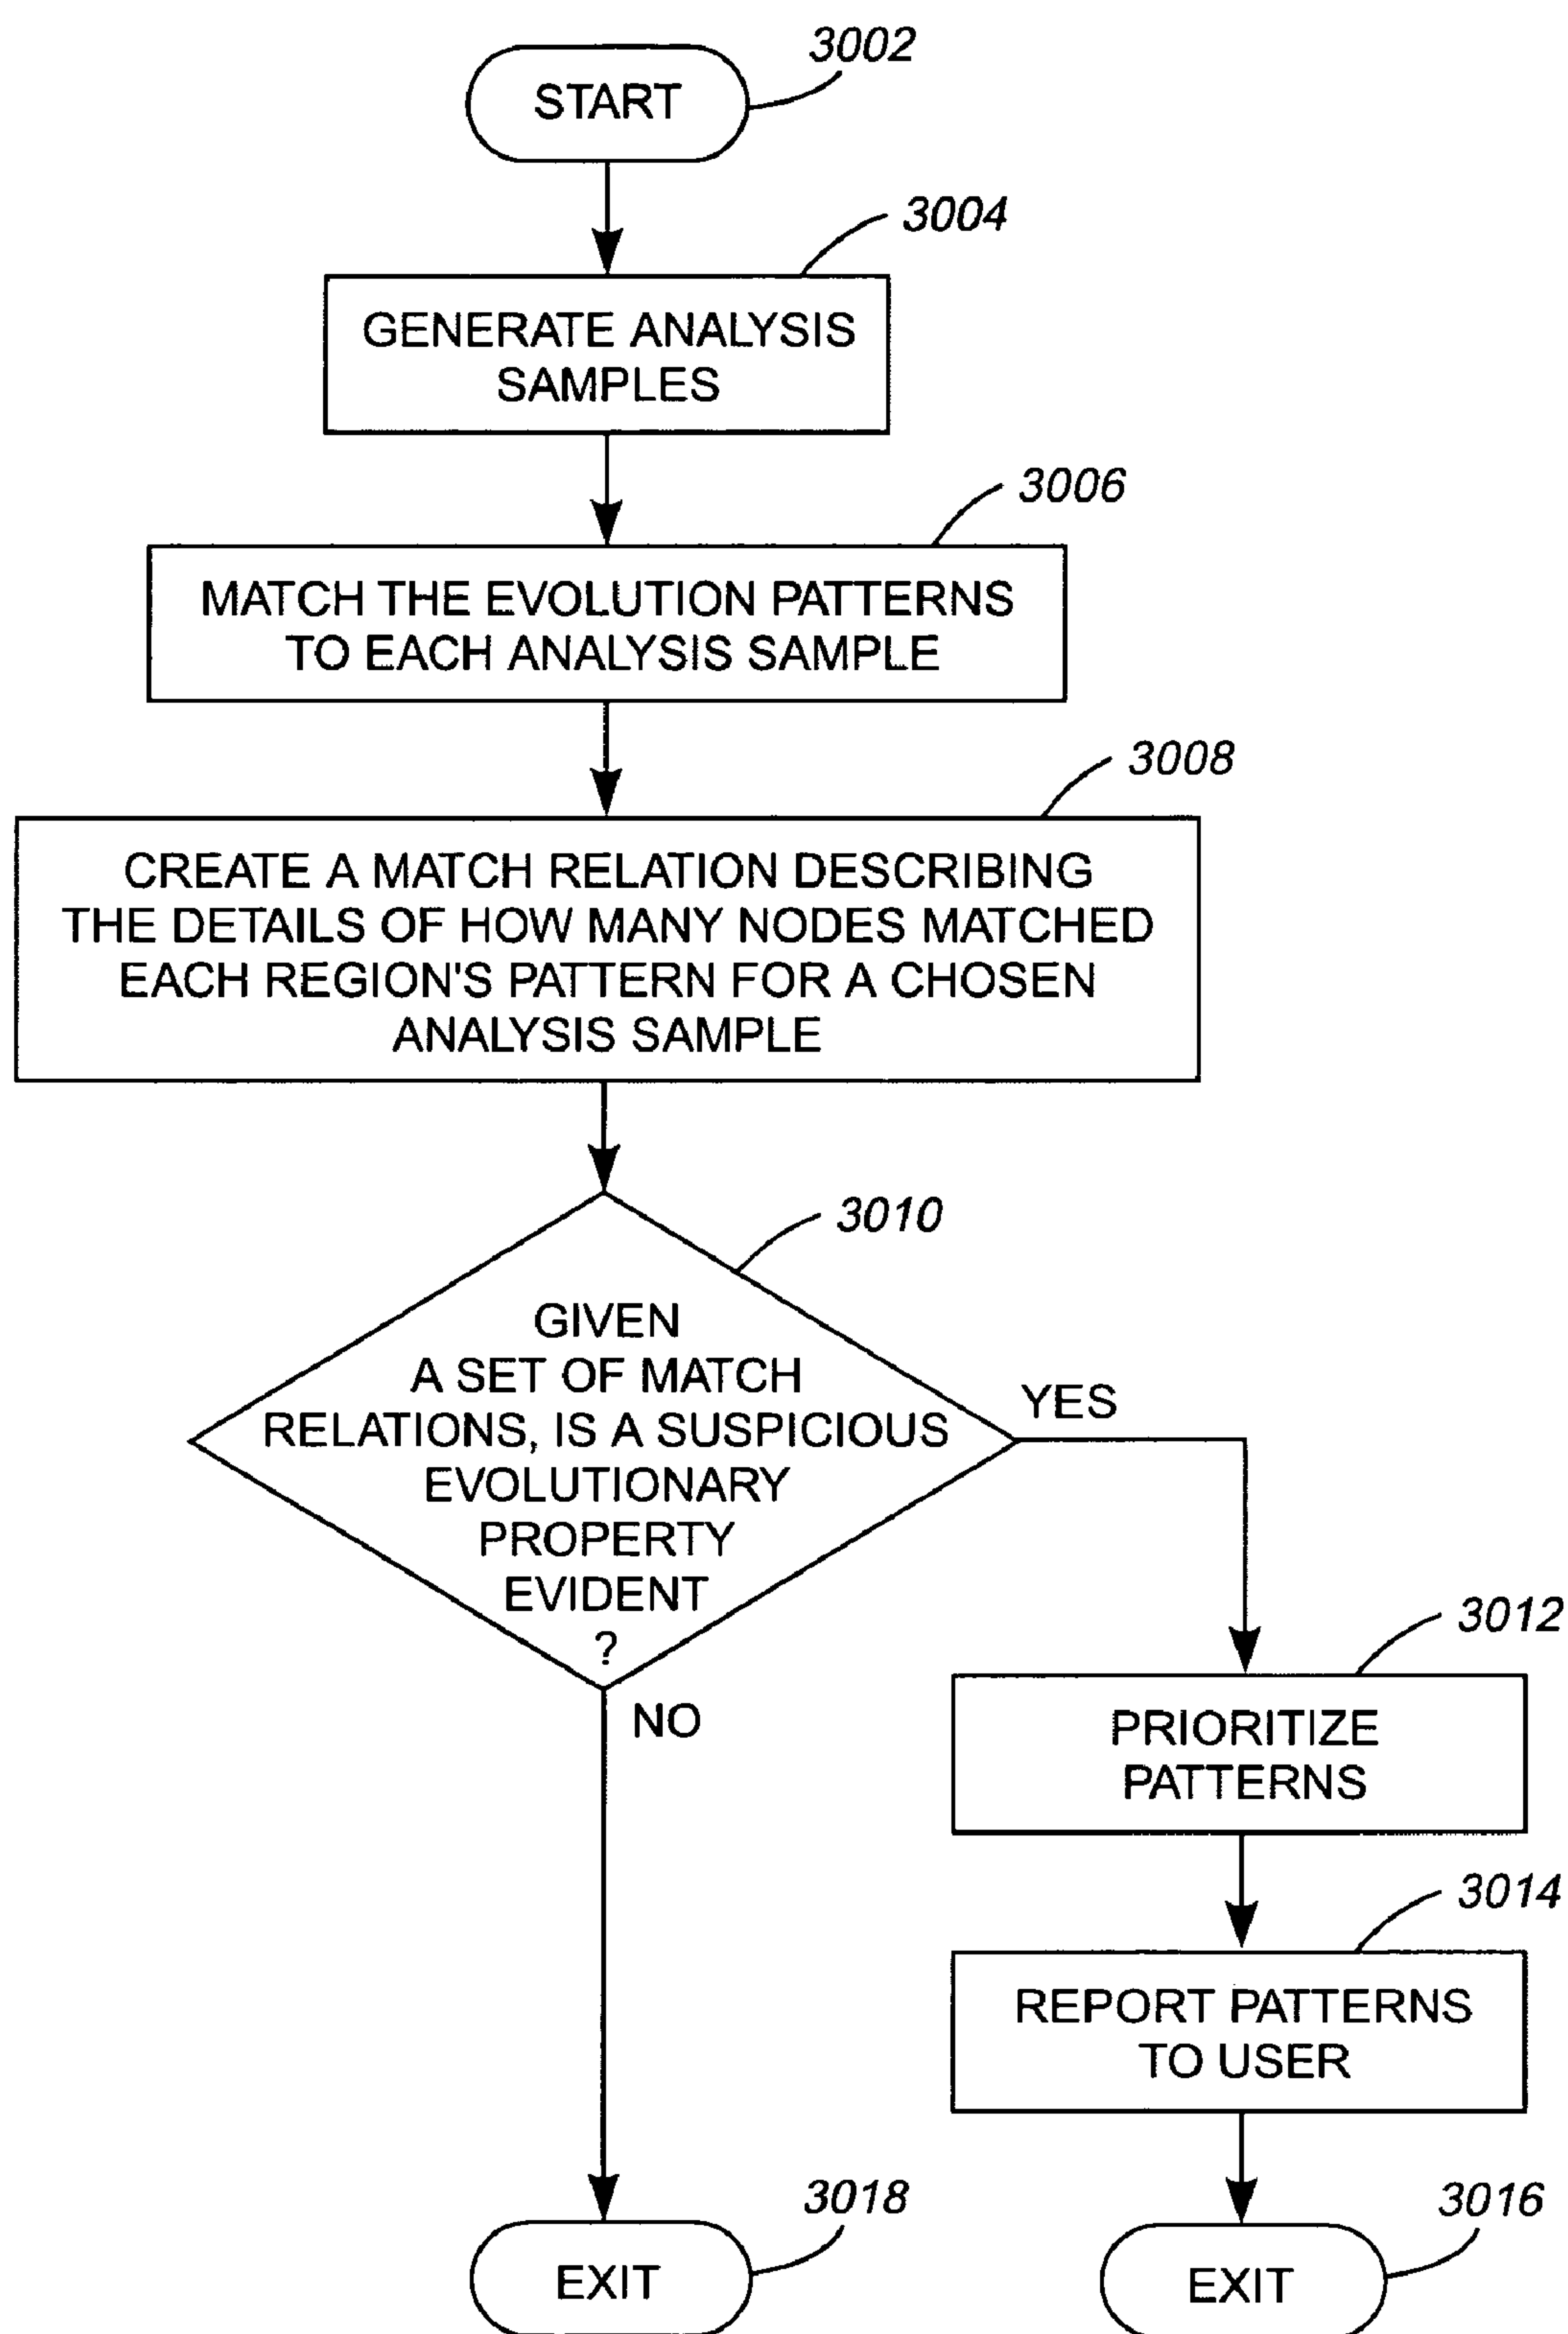 3002
START
3004
GENERATE ANALYSIS
SAMPLES
3006
MATCH THE EVOLUTION PATTERNS
TO EACH ANALYSIS SAMPLE
3008
CREATE A MATCH RELATION DESCRIBING
THE DETAILS OF HOW MANY NODES MATCHED
EACH REGION'S PATTERN FOR A CHOSEN
ANALYSIS SAMPLE
3010
GIVEN
A SET OF MATCH
RELATIONS, IS A SUSPICIOUS
EVOLUTIONARY
PROPERTY
EVIDENT
?
YES
NO
3012
PRIORITIZE
PATTERNS
3014
REPORT PATTERNS
TO USER
3018
EXIT
3016
EXIT